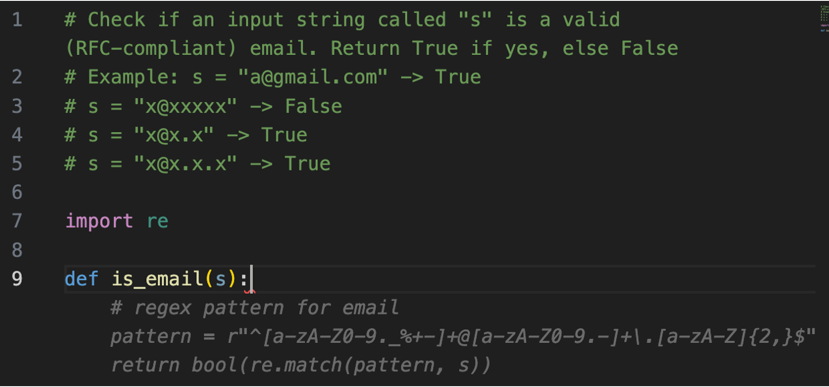 1 # Check if an input string called "s" is a valid
(RFC-compliant) email. Return True if yes, else False
2 # Example: s = "a@gmail.com" -> True
3 # s = "x@xxxxx" -> False
4 # s = "x@x.x" -> True
5 # s = "x@x.x.x" -> True
6
7 import re
8
9 def is_email(s):
# regex pattern for email
pattern = r"^[a-zA-Z0-9._%+-]+@[a-zA-Z0-9.-]+\.[a-zA-Z]{2,}$"
return bool(re.match(pattern, s))